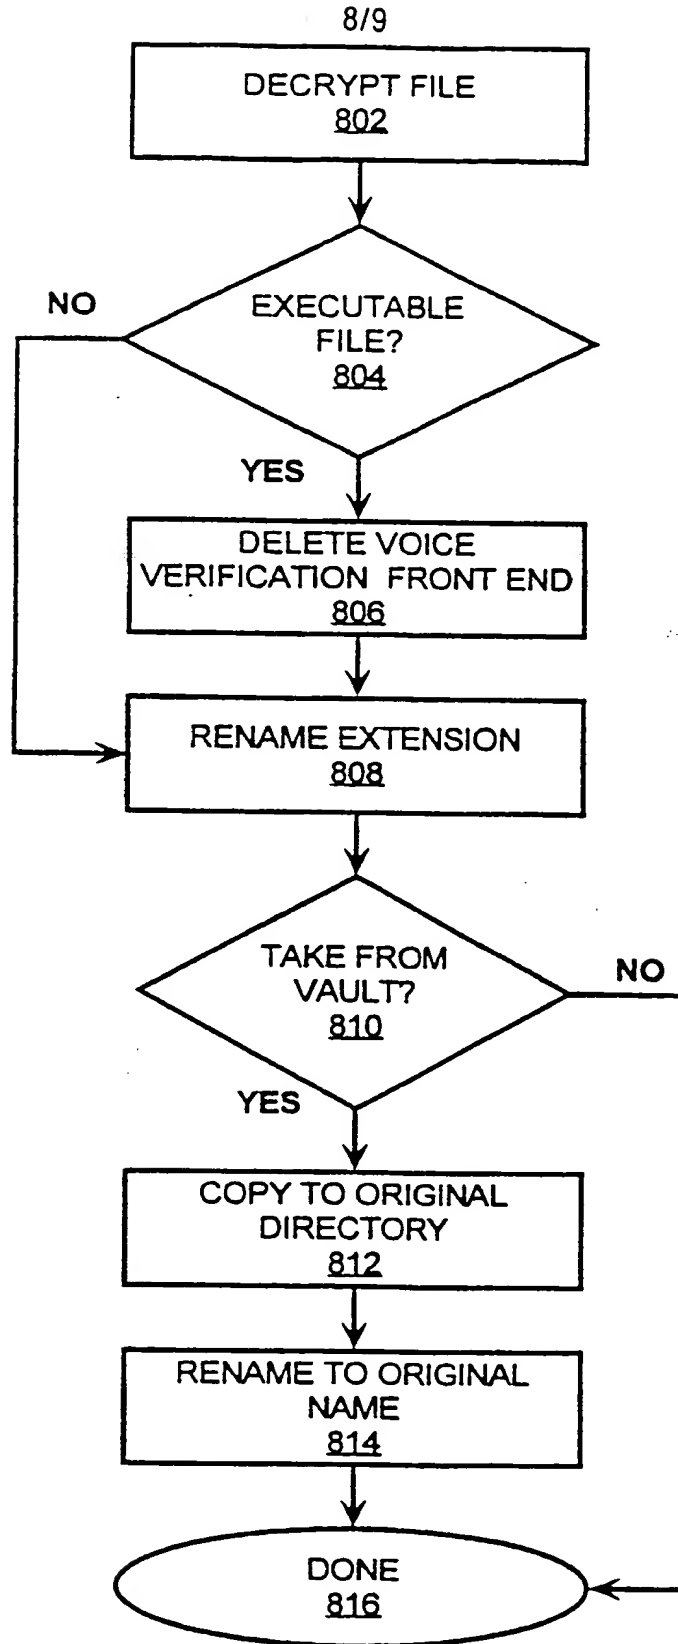 8/9
DECRYPT FILE
802
NO
EXECUTABLE
FILE?
804
YES
DELETE VOICE
VERIFICATION FRONT END
806
RENAME EXTENSION
808
TAKE FROM
VAULT?
810
NO
YES
COPY TO ORIGINAL
DIRECTORY
812
RENAME TO ORIGINAL
NAME
814
DONE
816